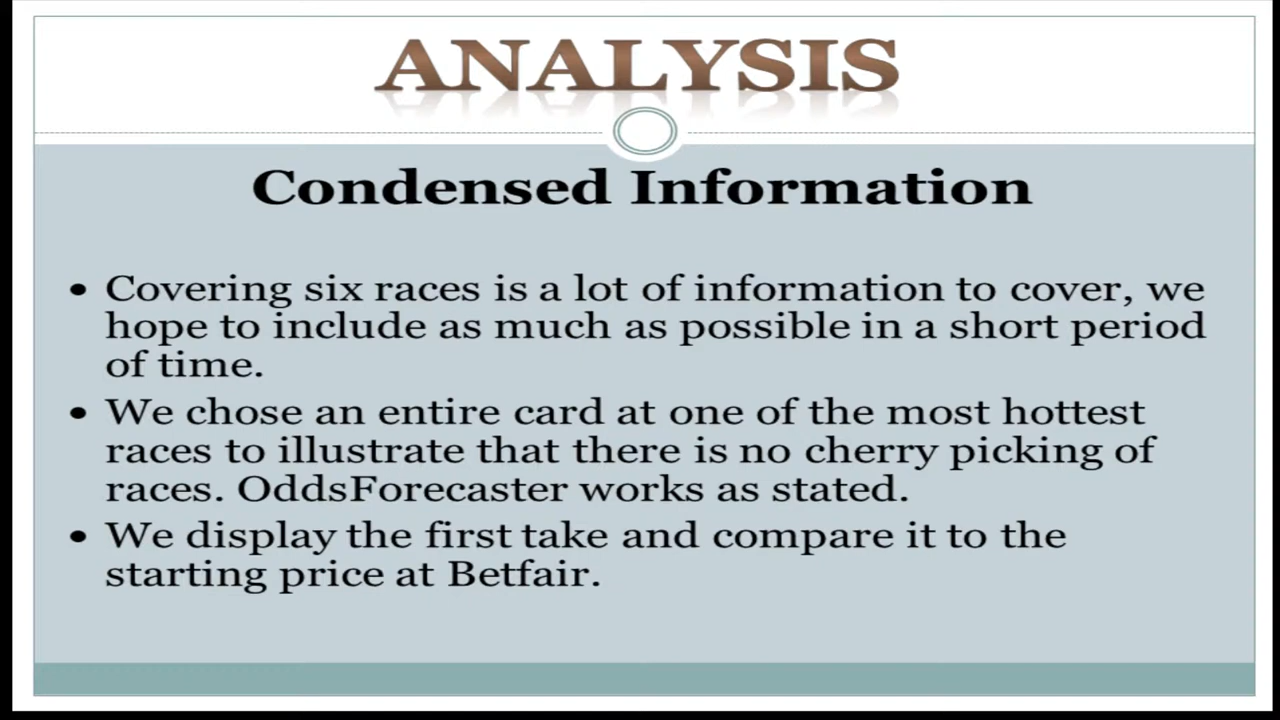 ANALYSIS
Condensed Information
• Covering six races is a lot of information to cover, we
hope to include as much as possible in a short period
of time.
• We chose an entire card at one of the most hottest
races to illustrate that there is no cherry picking of
races. OddsForecaster works as stated.
• We display the first take and compare it to the
starting price at Betfair.